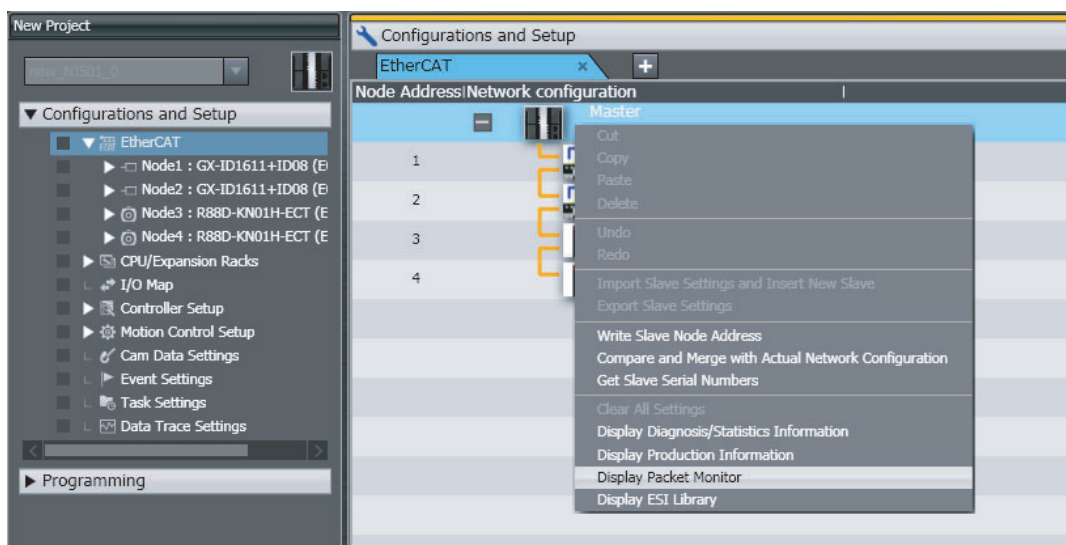 New Project
new_NJ501_0
Configurations and Setup
EtherCAT
Node1 : GX-ID1611+ID08 (E
Node2 : GX-ID1611+ID08 (E
Node3 : R88D-KN01H-ECT (E
Node4 : R88D-KN01H-ECT (E
CPU/Expansion Racks
I/O Map
Controller Setup
Motion Control Setup
Cam Data Settings
Event Settings
Task Settings
Data Trace Settings
Programming
Configurations and Setup
EtherCAT
Node Address Network configuration
Master
1
2
3
4
Cut
Copy
Paste
Delete
Undo
Redo
Import Slave Settings and Insert New Slave
Export Slave Settings
Write Slave Node Address
Compare and Merge with Actual Network Configuration
Get Slave Serial Numbers
Clear All Settings
Display Diagnosis/Statistics Information
Display Production Information
Display Packet Monitor
Display ESI Library